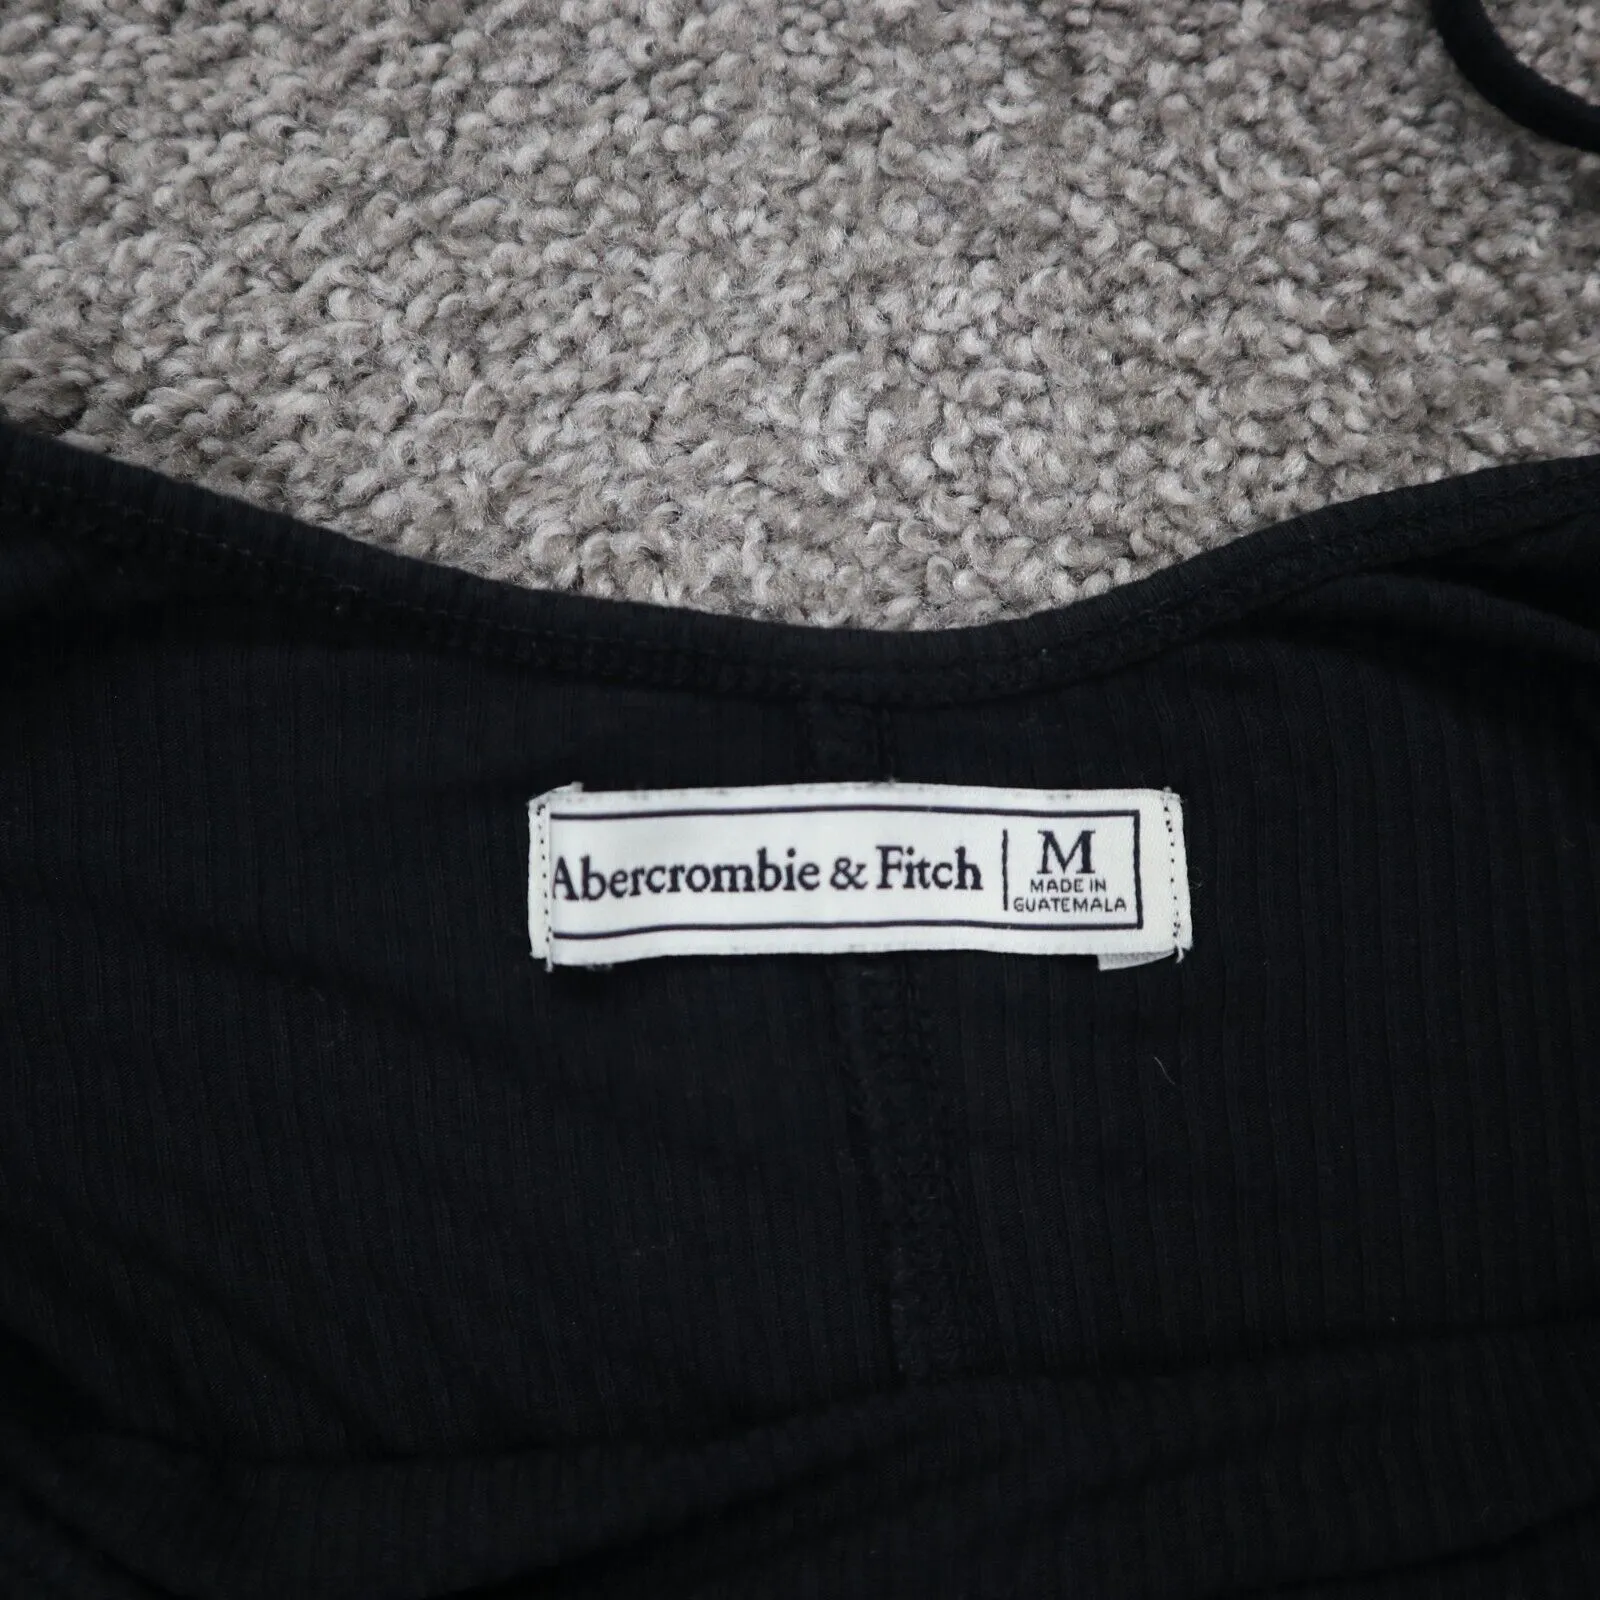 Abercrombie & Fitch
M
MADE IN
GUATEMALA